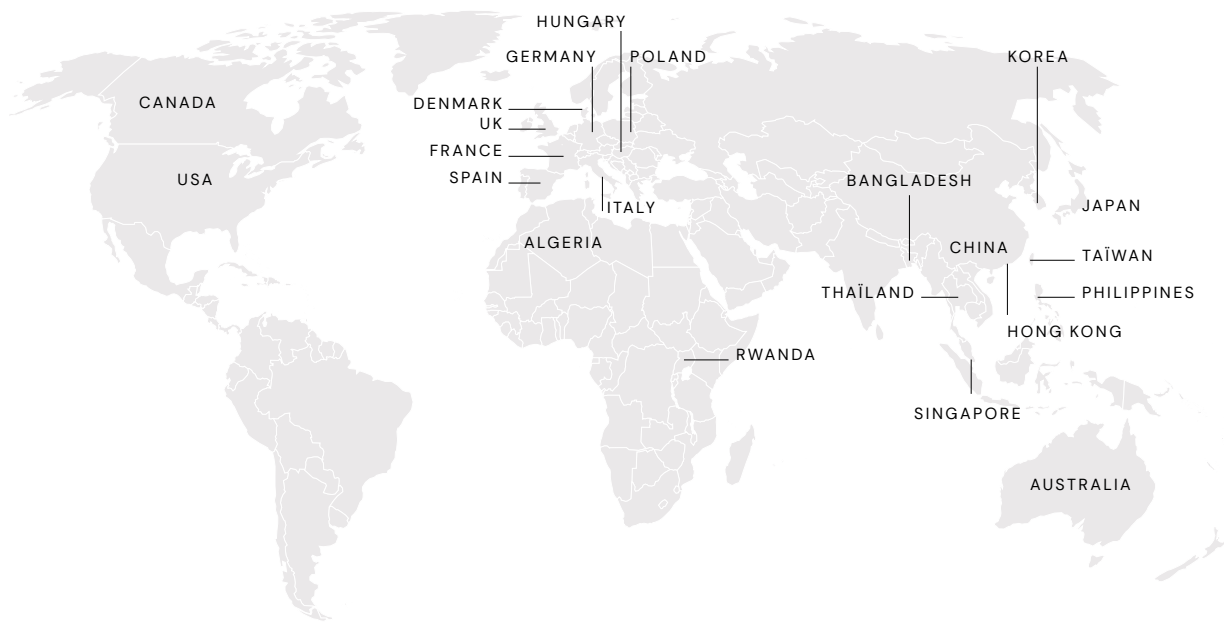 HUNGARY
GERMANY
POLAND
KOREA
CANADA
DENMARK
UK
FRANCE
USA
SPAIN
BANGLADESH
ITALY
JAPAN
ALGERIA
CHINA
TAÏWAN
THAÏLAND
PHILIPPINES
HONG KONG
RWANDA
SINGAPORE
AUSTRALIA